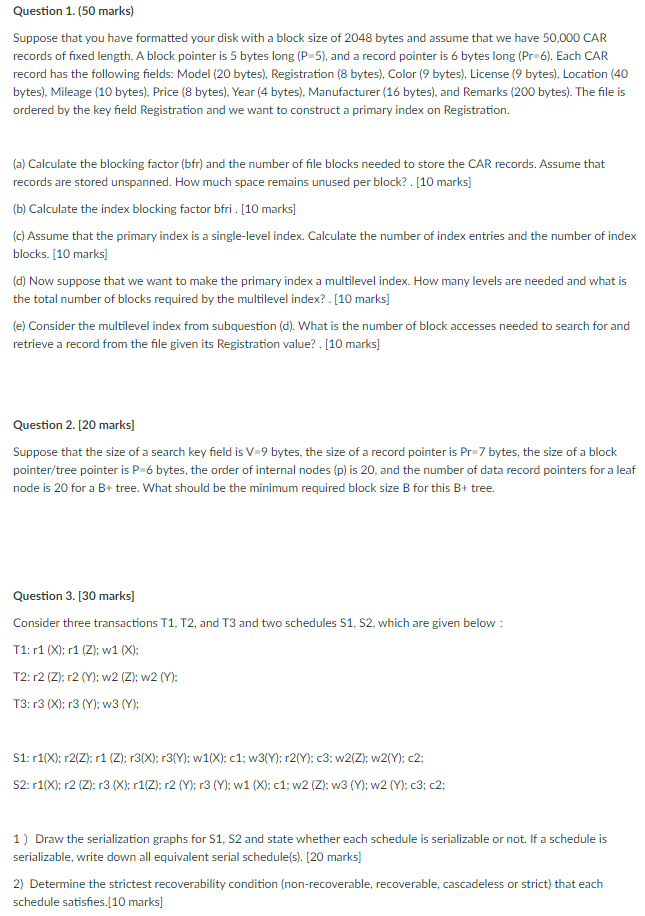 Question 1. (50 marks)
Suppose that you have formatted your disk with a block size of 2048 bytes and assume that we have 50,000 CAR
records of fixed length. A block pointer is 5 bytes long (P=5), and a record pointer is 6 bytes long (Pr=6). Each CAR
record has the following fields: Model (20 bytes), Registration (8 bytes), Color (9 bytes), License (9 bytes), Location (40
bytes), Mileage (10 bytes), Price (8 bytes), Year (4 bytes), Manufacturer (16 bytes), and Remarks (200 bytes). The file is
ordered by the key field Registration and we want to construct a primary index on Registration.
(a) Calculate the blocking factor (bfr) and the number of file blocks needed to store the CAR records. Assume that
records are stored unspanned. How much space remains unused per block? . [10 marks]
(b) Calculate the index blocking factor bfri . [10 marks]
(c) Assume that the primary index is a single-level index. Calculate the number of index entries and the number of index
blocks. [10 marks]
(d) Now suppose that we want to make the primary index a multilevel index. How many levels are needed and what is
the total number of blocks required by the multilevel index? . [10 marks]
(e) Consider the multilevel index from subquestion (d). What is the number of block accesses needed to search for and
retrieve a record from the file given its Registration value? . [10 marks]
Question 2. [20 marks]
Suppose that the size of a search key field is V=9 bytes, the size of a record pointer is Pr=7 bytes, the size of a block
pointer/tree pointer is P=6 bytes, the order of internal nodes (p) is 20, and the number of data record pointers for a leaf
node is 20 for a B+ tree. What should be the minimum required block size B for this B+ tree.
Question 3. [30 marks]
Consider three transactions T1, T2, and T3 and two schedules S1, S2, which are given below :
T1: r1 (X); r1 (Z); w1 (X);
T2: r2 (Z); r2 (Y); w2 (Z); w2 (Y);
T3: r3 (X); r3 (Y); w3 (Y);
S1: r1(X); r2(Z); r1 (Z); r3(X); r3(Y); w1(X); c1; w3(Y); r2(Y); c3; w2(Z); w2(Y); c2;
S2: r1(X); r2 (Z); r3 (X); r1(Z); r2 (Y); r3 (Y); w1 (X); c1; w2 (Z); w3 (Y); w2 (Y); c3; c2;
1 ) Draw the serialization graphs for S1, S2 and state whether each schedule is serializable or not. If a schedule is
serializable, write down all equivalent serial schedule(s). [20 marks]
2) Determine the strictest recoverability condition (non-recoverable, recoverable, cascadeless or strict) that each
schedule satisfies.[10 marks]